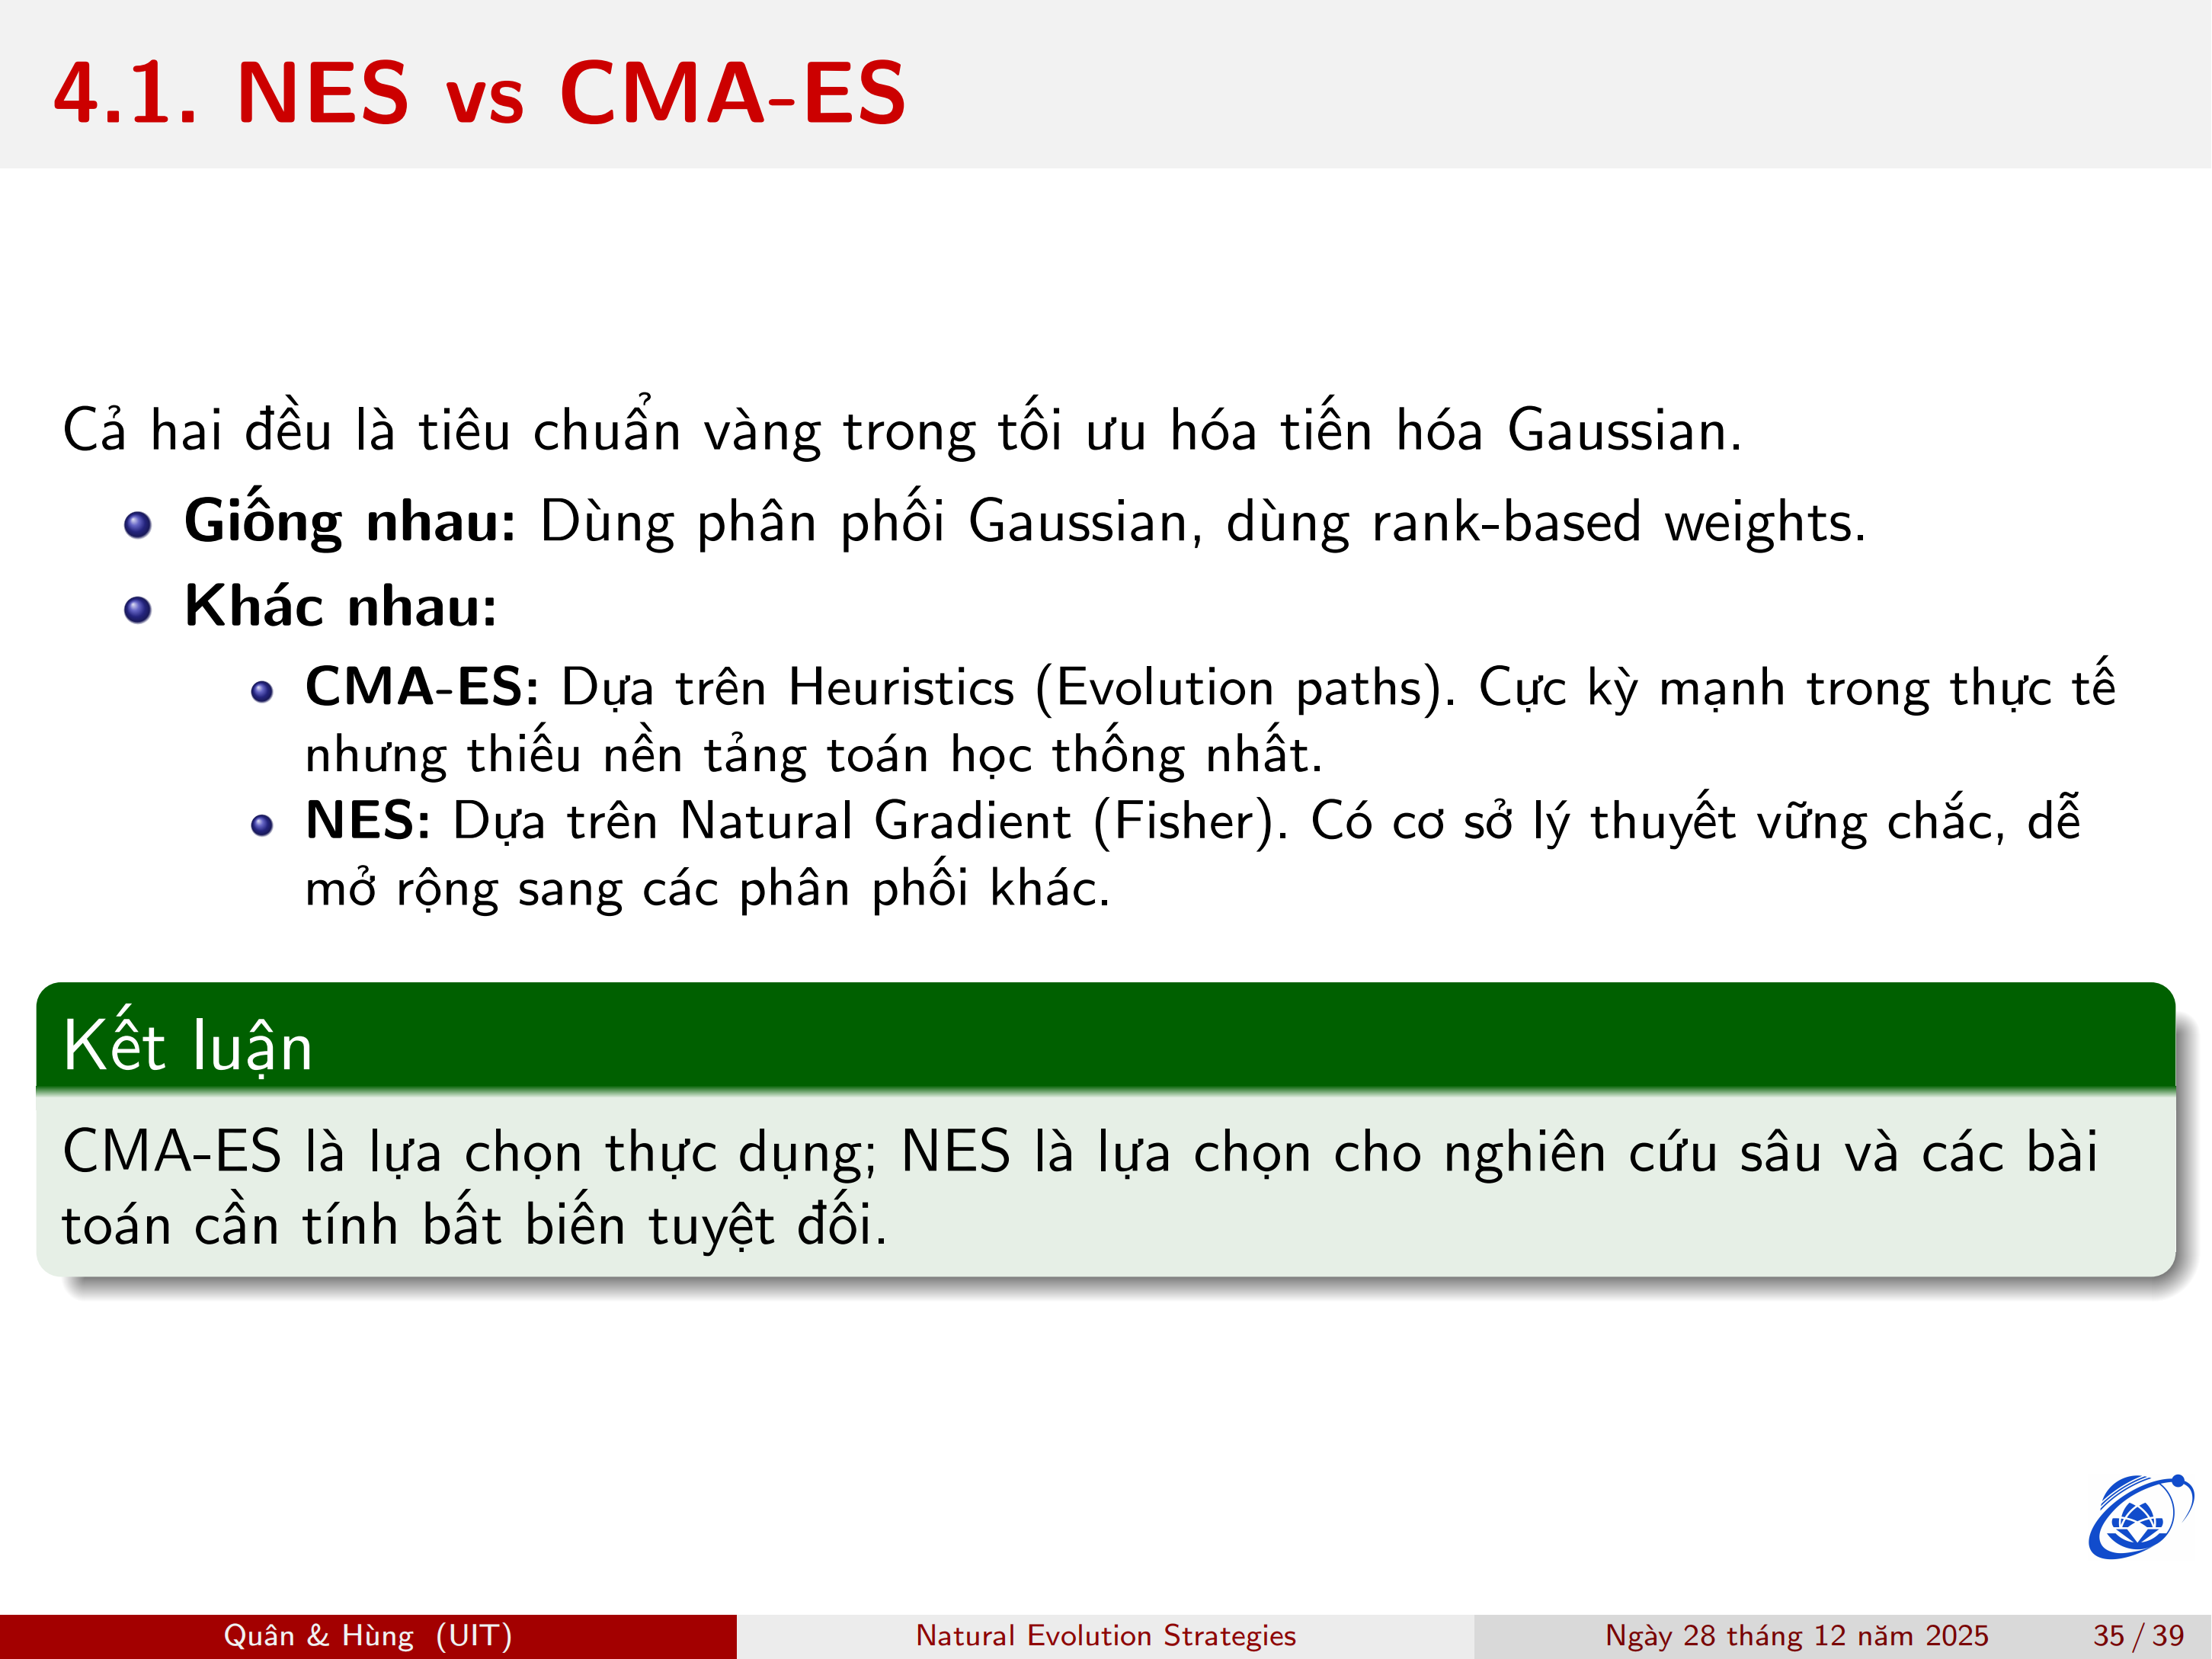 4.1. NES vs CMA-ES
Cả hai đều là tiêu chuẩn vàng trong tối ưu hóa tiến hóa Gaussian.
Giống nhau: Dùng phân phối Gaussian, dùng rank-based weights.
Khác nhau:
CMA-ES: Dựa trên Heuristics (Evolution paths). Cực kỳ mạnh trong thực tế
nhưng thiếu nền tảng toán học thống nhất.
NES: Dựa trên Natural Gradient (Fisher). Có cơ sở lý thuyết vững chắc, dễ
mở rộng sang các phân phối khác.
Kết luận
CMA-ES là lựa chọn thực dụng; NES là lựa chọn cho nghiên cứu sâu và các bài
toán cần tính bất biến tuyệt đối.
Quân & Hùng (UIT) Natural Evolution Strategies Ngày 28 tháng 12 năm 2025 35 / 39